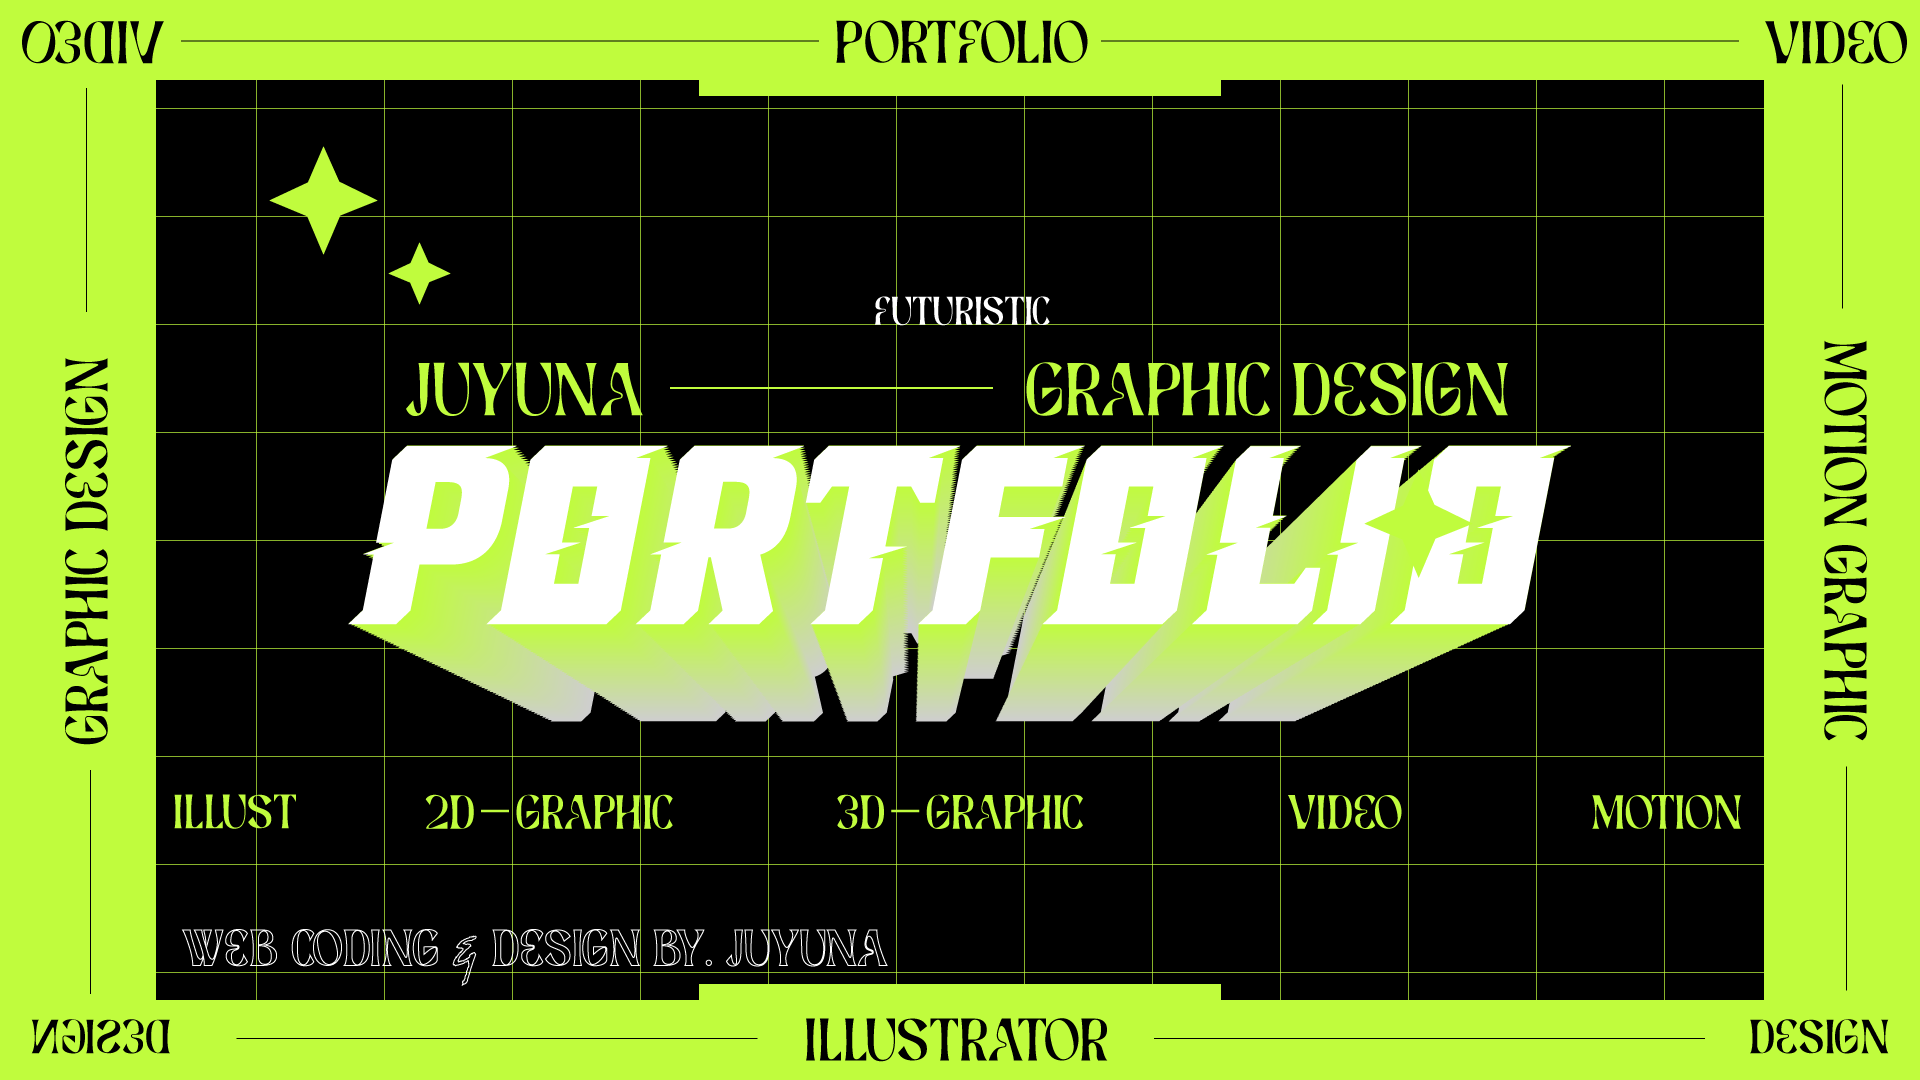 VIDEO PORTFOLIO VIDEO
GRAPHIC DESIGN
MOTION GRAPHIC
FUTURISTIC
JUYUNA — GRAPHIC DESIGN
PORTFOLIO
ILLUST 2D — GRAPHIC 3D — GRAPHIC VIDEO MOTION
WEB CODING & DESIGN BY. JUYUNA
DESIGN ILLUSTRATOR DESIGN